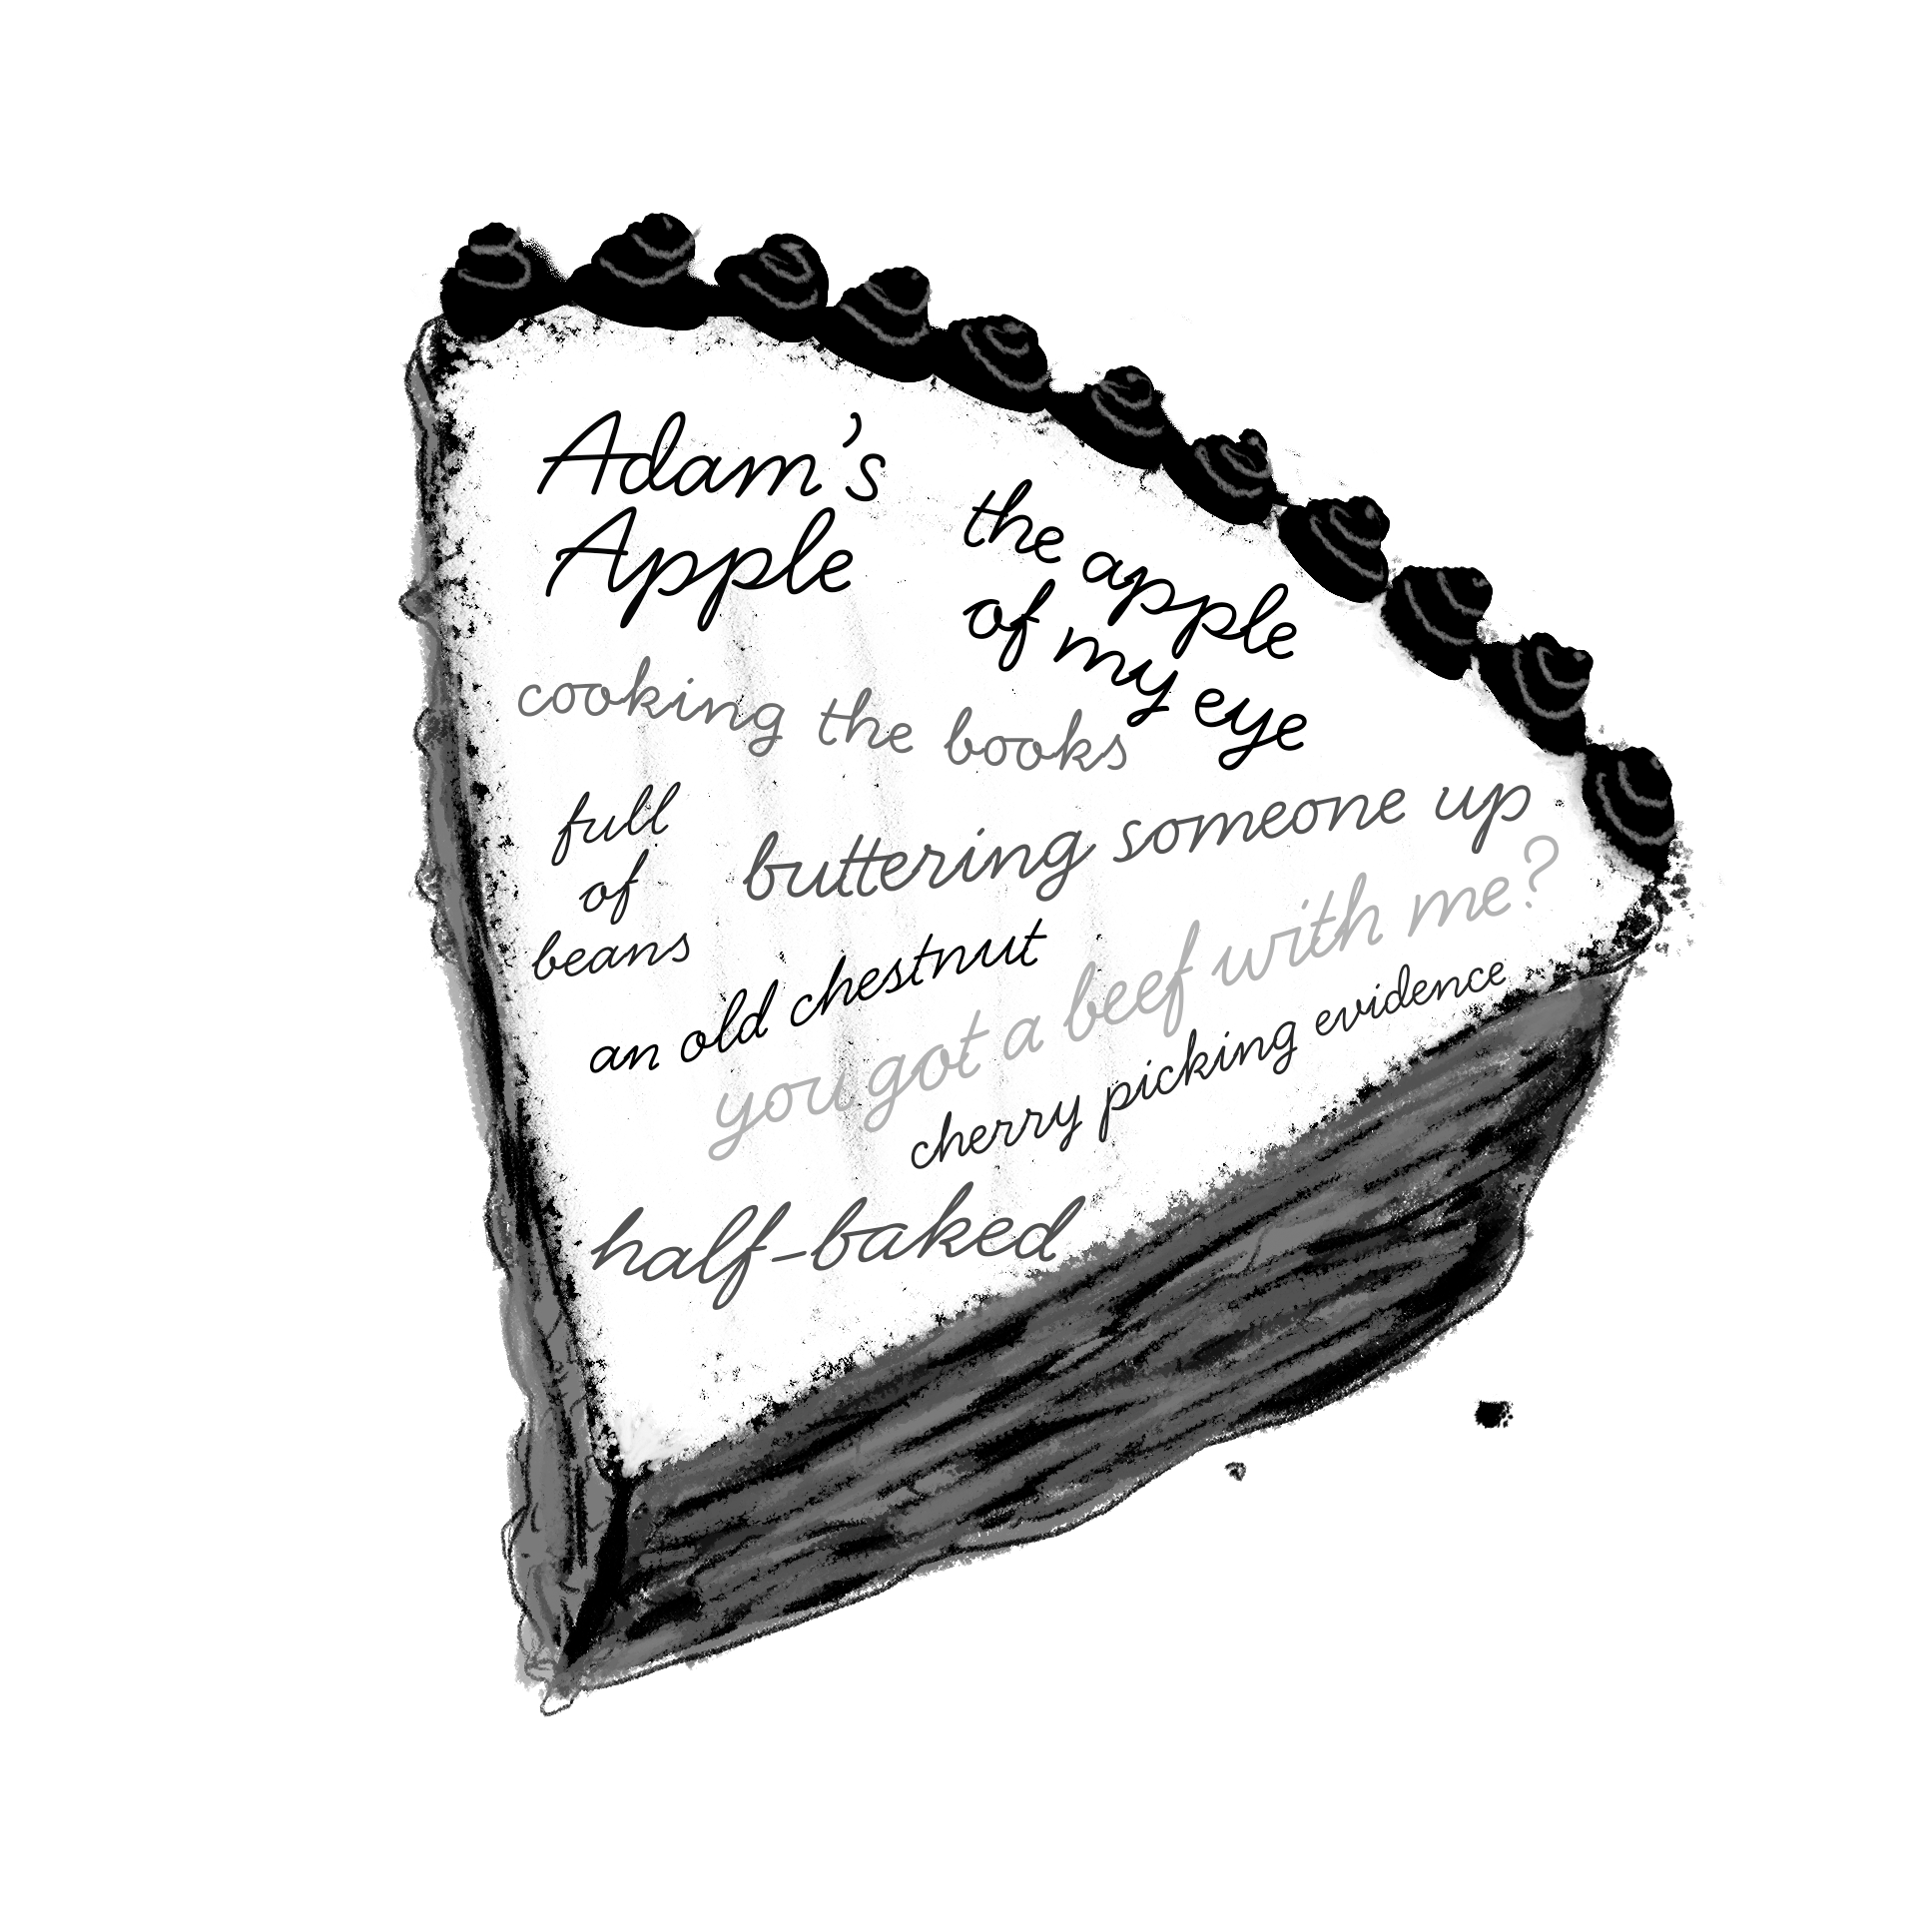 Adam's
Apple
the apple
of my eye
cooking the books
full
of
beans
buttering someone up
an old chestnut
you got a beef with me?
cherry picking evidence
half-baked